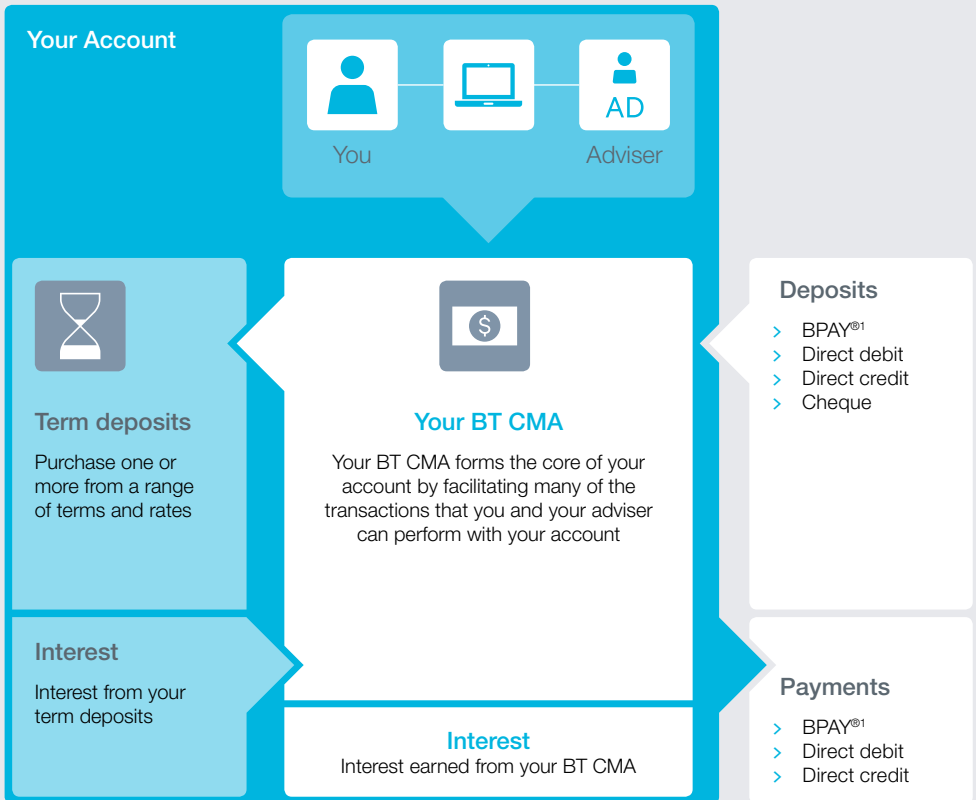 Your Account
You
AD
Adviser
Term deposits
Purchase one or
more from a range
of terms and rates
Your BT CMA
Your BT CMA forms the core of your
account by facilitating many of the
transactions that you and your adviser
can perform with your account
Deposits
> BPAY®¹
> Direct debit
> Direct credit
> Cheque
Interest
Interest from your
term deposits
Interest
Interest earned from your BT CMA
Payments
> BPAY®¹
> Direct debit
> Direct credit
$